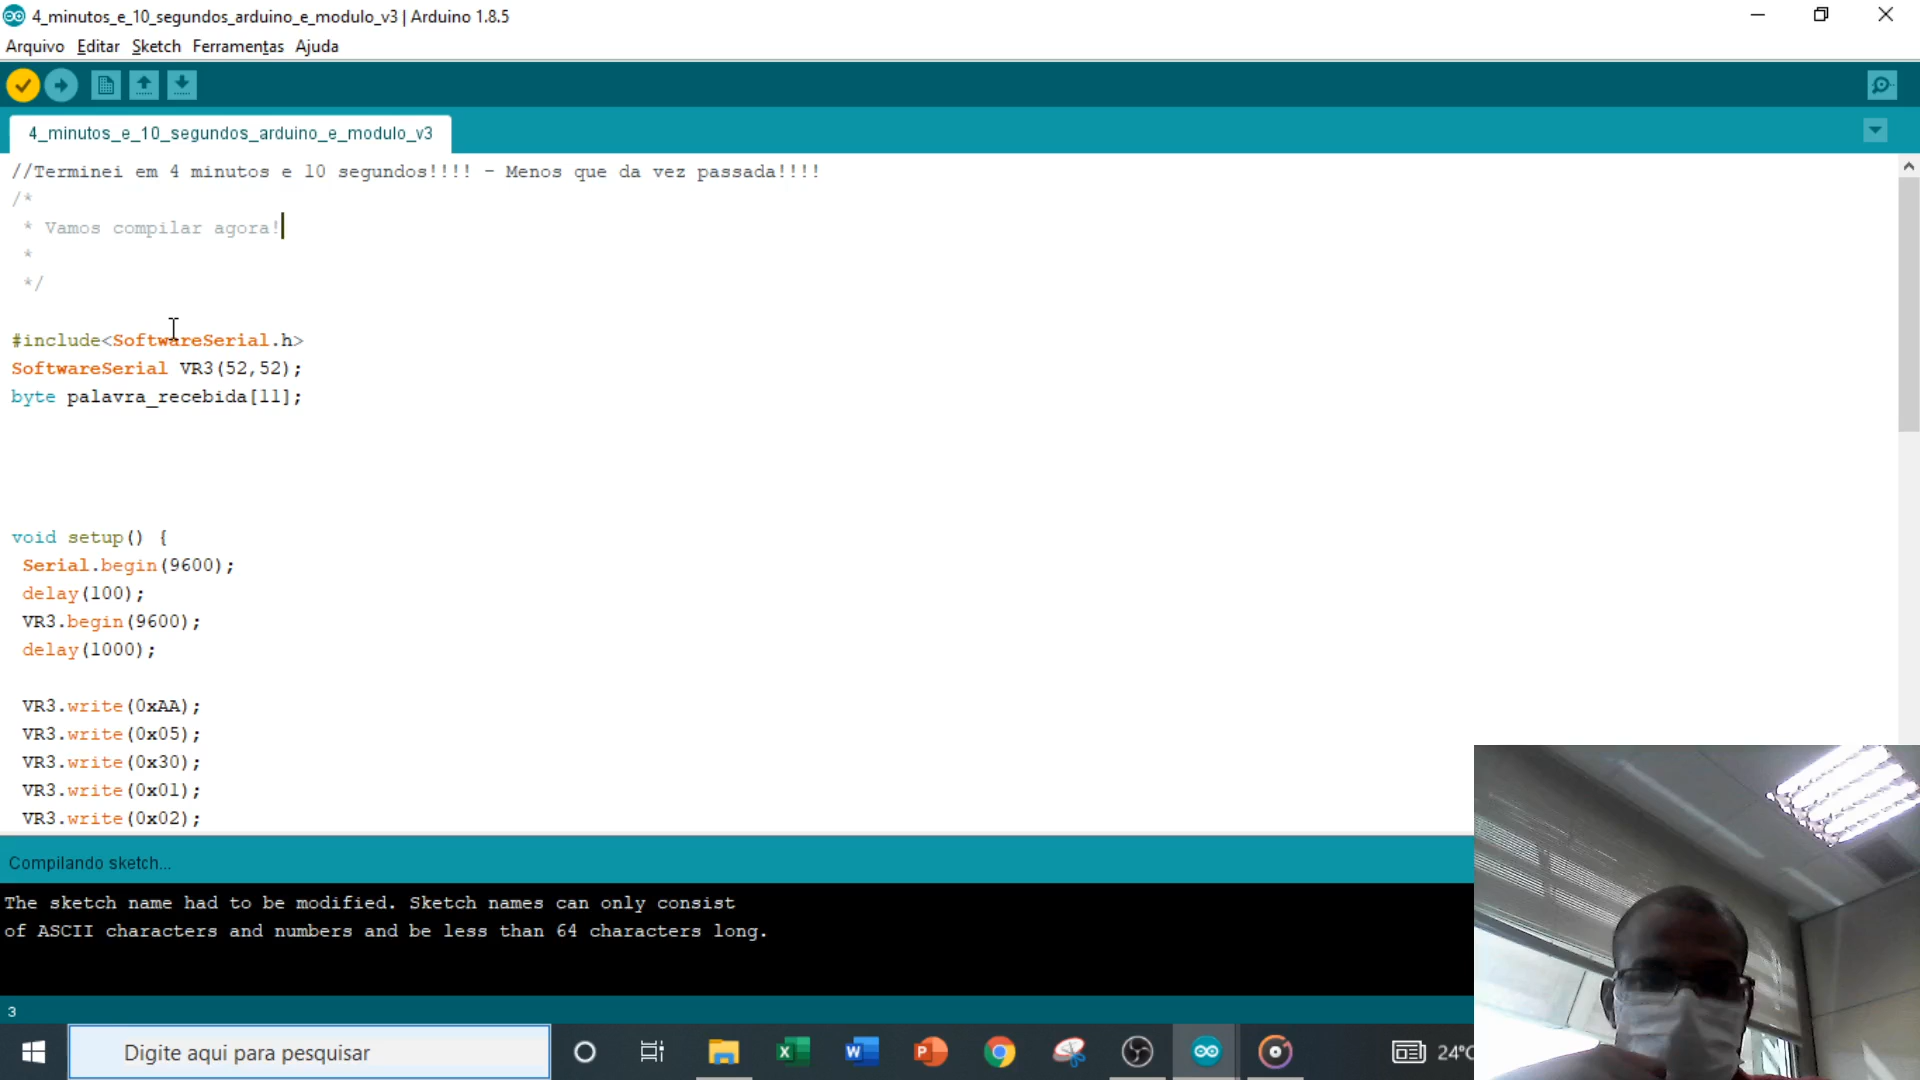 4_minutos_e_10_segundos_arduino_e_modulo_v3 | Arduino 1.8.5
Arquivo Editar Sketch Ferramentas Ajuda
4_minutos_e_10_segundos_arduino_e_modulo_v3
//Terminei em 4 minutos e 10 segundos!!!! - Menos que da vez passada!!!!
/*
* Vamos compilar agora!
*
*/
#include<SoftwareSerial.h>
SoftwareSerial VR3(52,52);
byte palavra_recebida[11];
void setup() {
Serial.begin(9600);
delay(100);
VR3.begin(9600);
delay(1000);
VR3.write(0xAA);
VR3.write(0x05);
VR3.write(0x30);
VR3.write(0x01);
VR3.write(0x02);
Compilando sketch...
The sketch name had to be modified. Sketch names can only consist
of ASCII characters and numbers and be less than 64 characters long.
3
Digite aqui para pesquisar
24°C